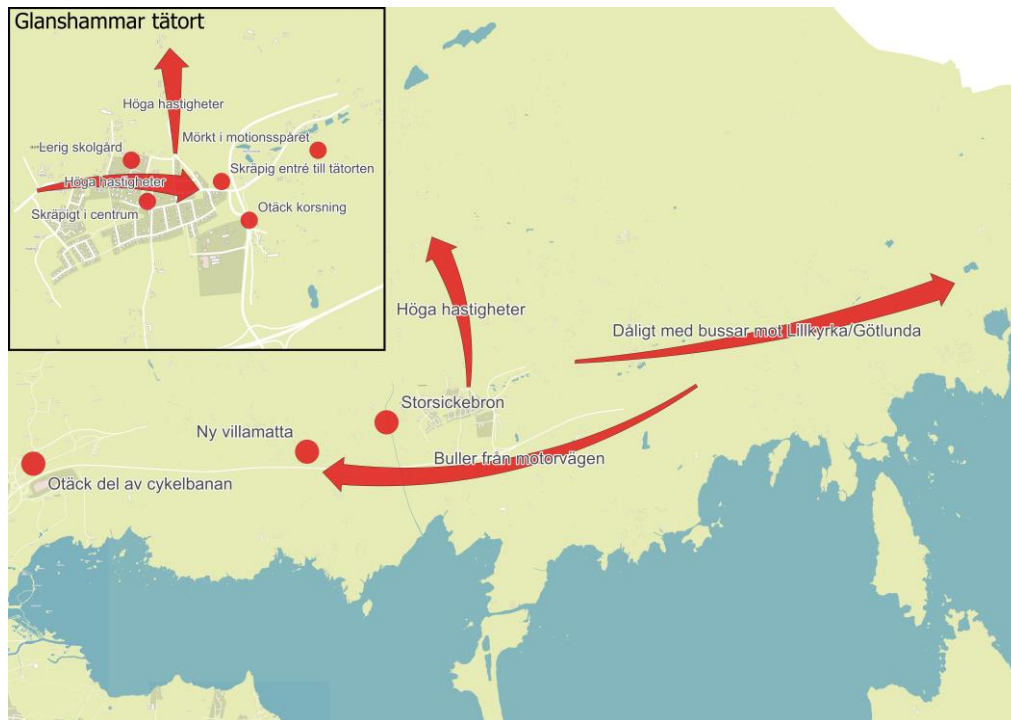 Glanshammar tätort
Höga hastigheter
Mörkt i motionsspåret
Lerig skolgård
Skräpig entré till tätorten
Höga hastigheter
Skräpigt i centrum
Otäck korsning
Höga hastigheter
Dåligt med bussar mot Lillkyrka/Götlunda
Storsickebron
Ny villamatta
Buller från motorvägen
Otäck del av cykelbanan